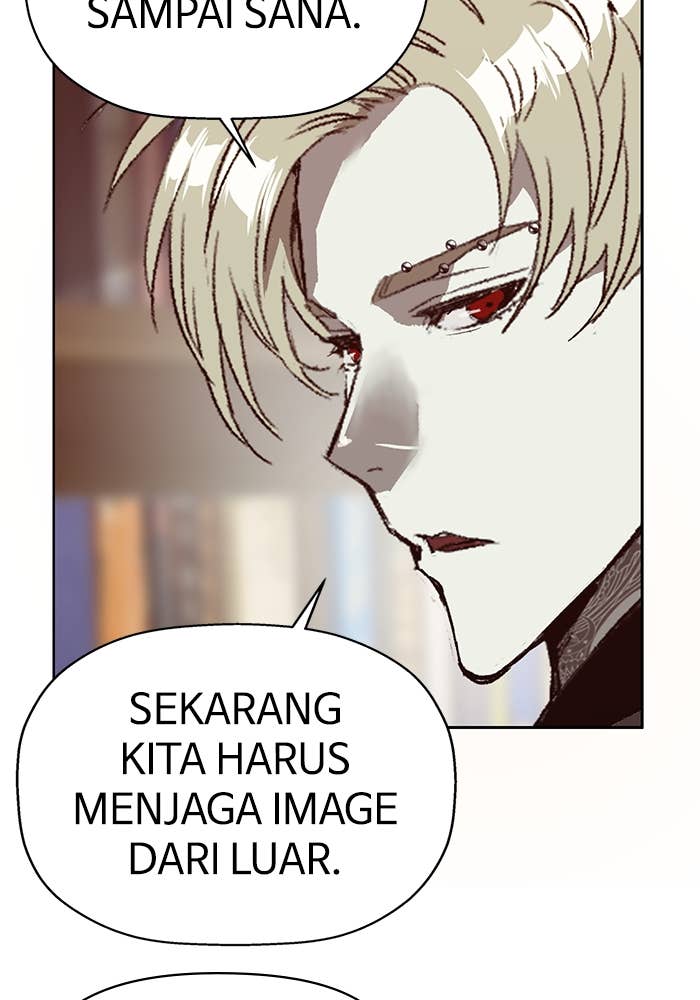 SAMPAI SANA.
SEKARANG
KITA HARUS
MENJAGA IMAGE
DARI LUAR.